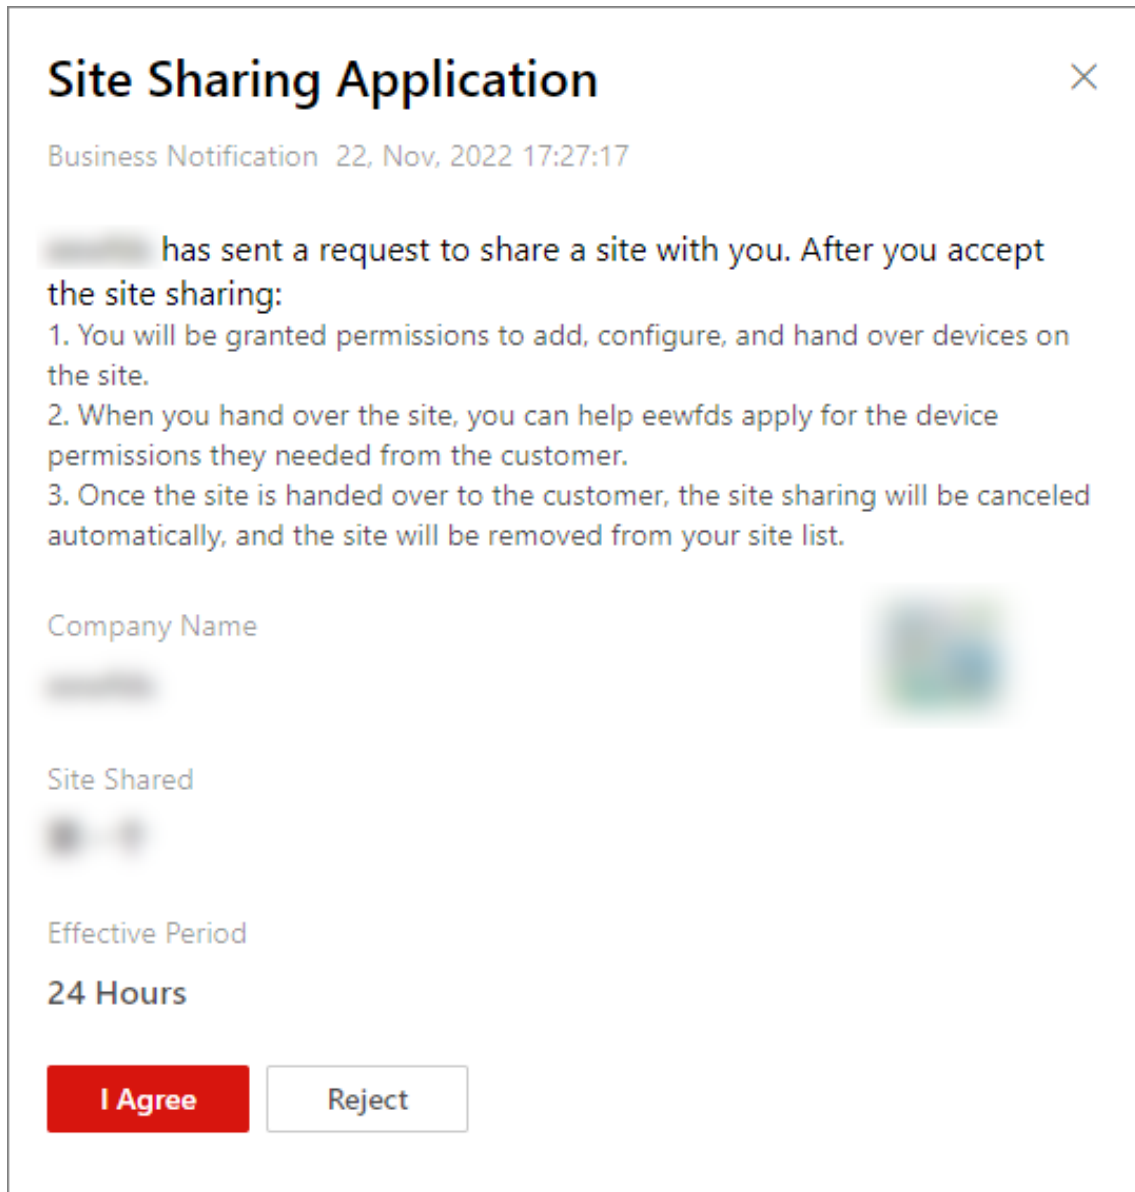 Site Sharing Application
Business Notification 22, Nov, 2022 17:27:17
has sent a request to share a site with you. After you accept
the site sharing:
1. You will be granted permissions to add, configure, and hand over devices on
the site.
2. When you hand over the site, you can help eewfds apply for the device
permissions they needed from the customer.
3. Once the site is handed over to the customer, the site sharing will be canceled
automatically, and the site will be removed from your site list.
Company Name
Site Shared
Effective Period
24 Hours
I Agree Reject